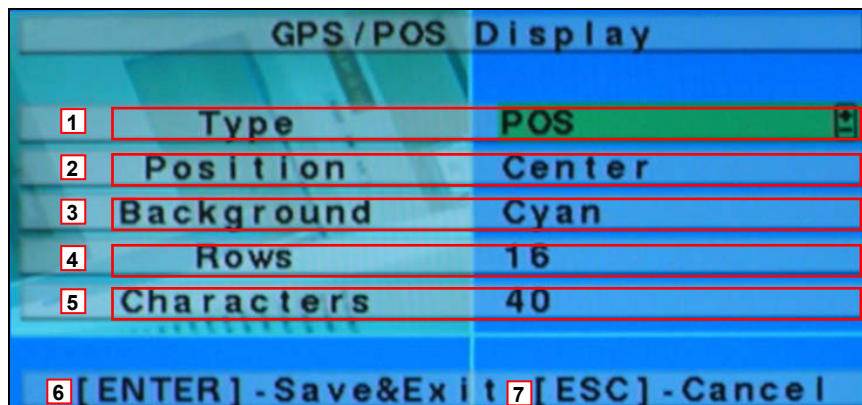 GPS/POS Display
1 Type POS
2 Position Center
3 Background Cyan
4 Rows 16
5 Characters 40
6 [ENTER]-Save&Exit 7 [ESC]-Cancel